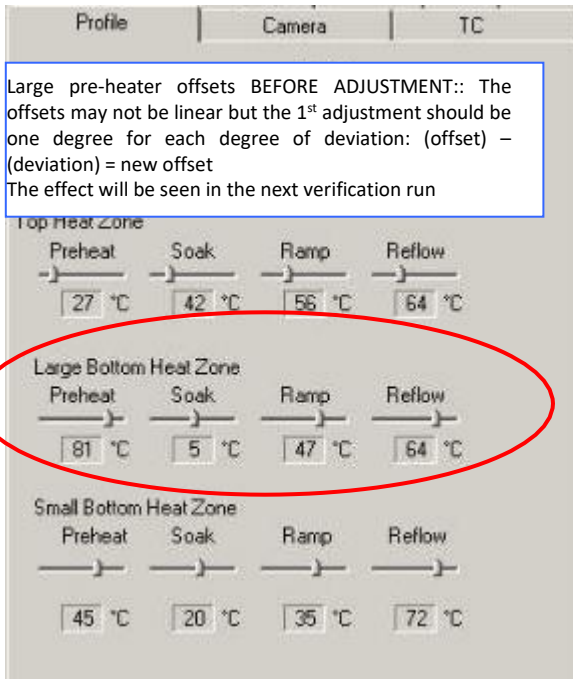 Profile Camera TC
Large pre-heater offsets BEFORE ADJUSTMENT:: The
offsets may not be linear but the 1st adjustment should be
one degree for each degree of deviation: (offset) –
(deviation) = new offset
The effect will be seen in the next verification run
Top Heat Zone
Preheat Soak Ramp Reflow
27 °C 42 °C 56 °C 64 °C
Large Bottom Heat Zone
Preheat Soak Ramp Reflow
81 °C 5 °C 47 °C 64 °C
Small Bottom Heat Zone
Preheat Soak Ramp Reflow
45 °C 20 °C 35 °C 72 °C